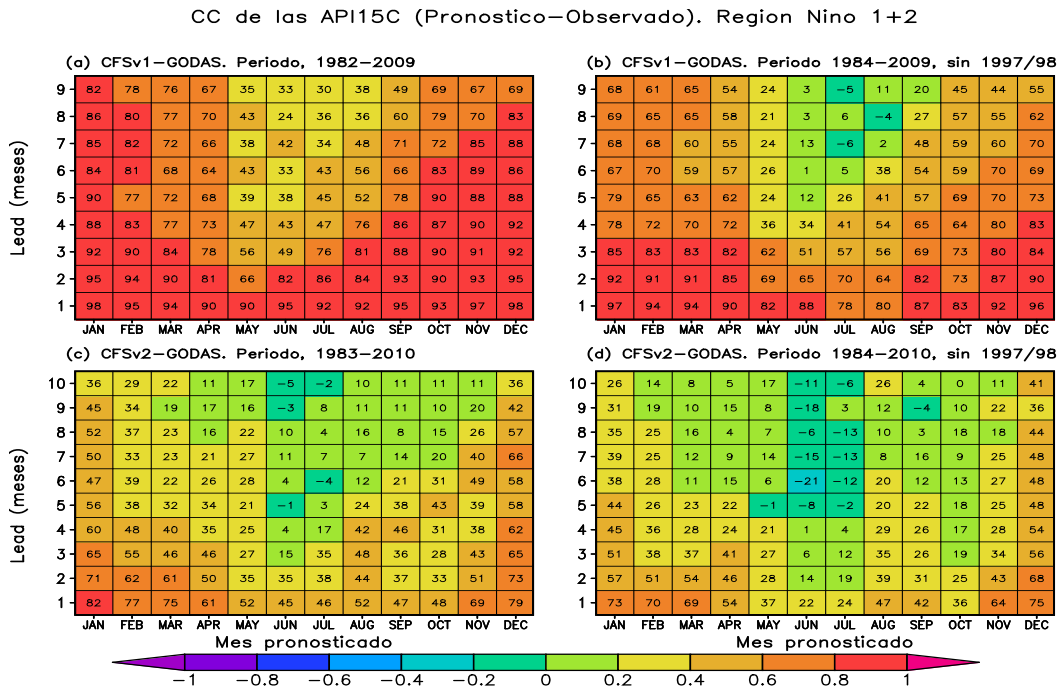 CC de las API15C (Pronostico−Observado). Region Nino 1+2
(a) CFSv1−GODAS. Periodo, 1982−2009
9 82 78 76 67 35 33 30 38 49 69 67 69
8 86 80 77 70 43 24 36 36 60 79 70 83
7 85 82 72 66 38 42 34 48 71 72 85 88
6 84 81 68 64 43 33 43 56 66 83 89 86
5 90 77 72 68 39 38 45 52 78 90 88 88
4 88 83 77 73 47 43 47 76 86 87 90 92
3 92 90 84 78 56 49 76 81 88 90 91 92
2 95 94 90 81 66 82 86 84 93 90 93 95
1 98 95 94 90 90 95 92 92 95 93 97 98
JAN FEB MAR APR MAY JUN JUL AUG SEP OCT NOV DEC
Lead (meses)
(b) CFSv1−GODAS. Periodo 1984−2009, sin 1997/98
9 68 61 65 54 24 3 −5 11 20 45 44 55
8 69 65 65 58 21 3 6 −4 27 57 55 62
7 68 68 60 55 24 13 −6 2 48 59 60 70
6 67 70 59 57 26 1 5 38 54 59 70 69
5 79 65 63 62 24 12 26 41 57 69 70 73
4 78 72 70 72 36 34 41 54 65 64 80 83
3 85 83 83 82 62 51 57 56 69 73 80 84
2 92 91 91 85 69 65 70 64 82 73 87 90
1 97 94 94 90 82 88 78 80 87 83 92 96
JAN FEB MAR APR MAY JUN JUL AUG SEP OCT NOV DEC
(c) CFSv2−GODAS. Periodo, 1983−2010
10 36 29 22 11 17 −5 −2 10 11 11 11 36
9 45 34 19 17 16 −3 8 11 11 10 20 42
8 52 37 23 16 22 10 4 16 8 15 26 57
7 50 33 23 21 27 11 7 7 14 20 40 66
6 47 39 22 26 28 4 −4 12 21 31 49 58
5 56 38 32 34 21 −1 3 24 38 43 39 58
4 60 48 40 35 25 4 17 42 46 31 38 62
3 65 55 46 46 27 15 35 48 36 28 43 65
2 71 62 61 50 35 35 38 44 37 33 51 73
1 82 77 75 61 52 45 46 52 47 48 69 79
JAN FEB MAR APR MAY JUN JUL AUG SEP OCT NOV DEC
Lead (meses)
Mes pronosticado
(d) CFSv2−GODAS. Periodo 1984−2010, sin 1997/98
10 26 14 8 5 17 −11 −6 26 4 0 11 41
9 31 19 10 15 8 −18 3 12 −4 10 22 36
8 35 25 15 4 7 −6 −13 10 3 18 18 44
7 39 25 12 9 14 −15 −13 8 16 9 25 48
6 38 28 11 15 6 −21 −12 20 12 13 27 48
5 44 26 23 22 −1 −8 −2 20 22 18 25 48
4 45 36 28 24 21 1 4 29 26 17 28 54
3 51 38 37 41 27 6 12 35 26 19 34 56
2 57 51 54 46 28 14 19 39 31 25 43 68
1 73 70 69 54 37 22 24 47 42 36 64 75
JAN FEB MAR APR MAY JUN JUL AUG SEP OCT NOV DEC
Mes pronosticado
−1 −0.8 −0.6 −0.4 −0.2 0 0.2 0.4 0.6 0.8 1